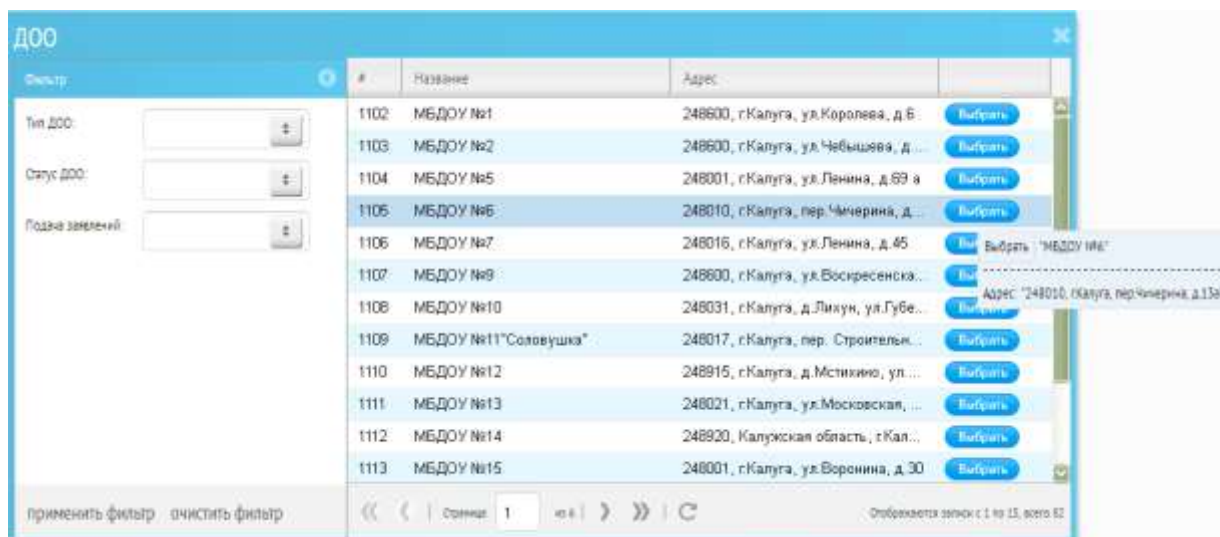 ДОО
Фильтр
Тип ДОО:
Статус ДОО:
Подача заявлений:
применить фильтр очистить фильтр
# Название Адрес
1102 МБДОУ №1 248600, г.Калуга, ул.Королева, д.6 Выбрать
1103 МБДОУ №2 248600, г.Калуга, ул.Чебышева, д.... Выбрать
1104 МБДОУ №5 248001, г.Калуга, ул.Ленина, д.69 а Выбрать
1105 МБДОУ №6 248010, г.Калуга, пер.Чичерина, д.... Выбрать
1106 МБДОУ №7 248016, г.Калуга, ул.Ленина, д.45 Вы
1107 МБДОУ №9 248600, г.Калуга, ул.Воскресенска...
1108 МБДОУ №10 248031, г.Калуга, д.Лихун, ул.Губе...
1109 МБДОУ №11"Соловушка" 248017, г.Калуга, пер. Строительн... Выбрать
1110 МБДОУ №12 248915, г.Калуга, д.Мстихино, ул.... Выбрать
1111 МБДОУ №13 248021, г.Калуга, ул.Московская, ... Выбрать
1112 МБДОУ №14 248920, Калужская область, г.Кал... Выбрать
1113 МБДОУ №15 248001, г.Калуга, ул.Воронина, д.30 Выбрать
Выбрать : "МБДОУ №6"
Адрес: "248010, г.Калуга, пер.Чичерина, д.13а
Страница 1 из 6
Отображаются записи с 1 по 15, всего 82